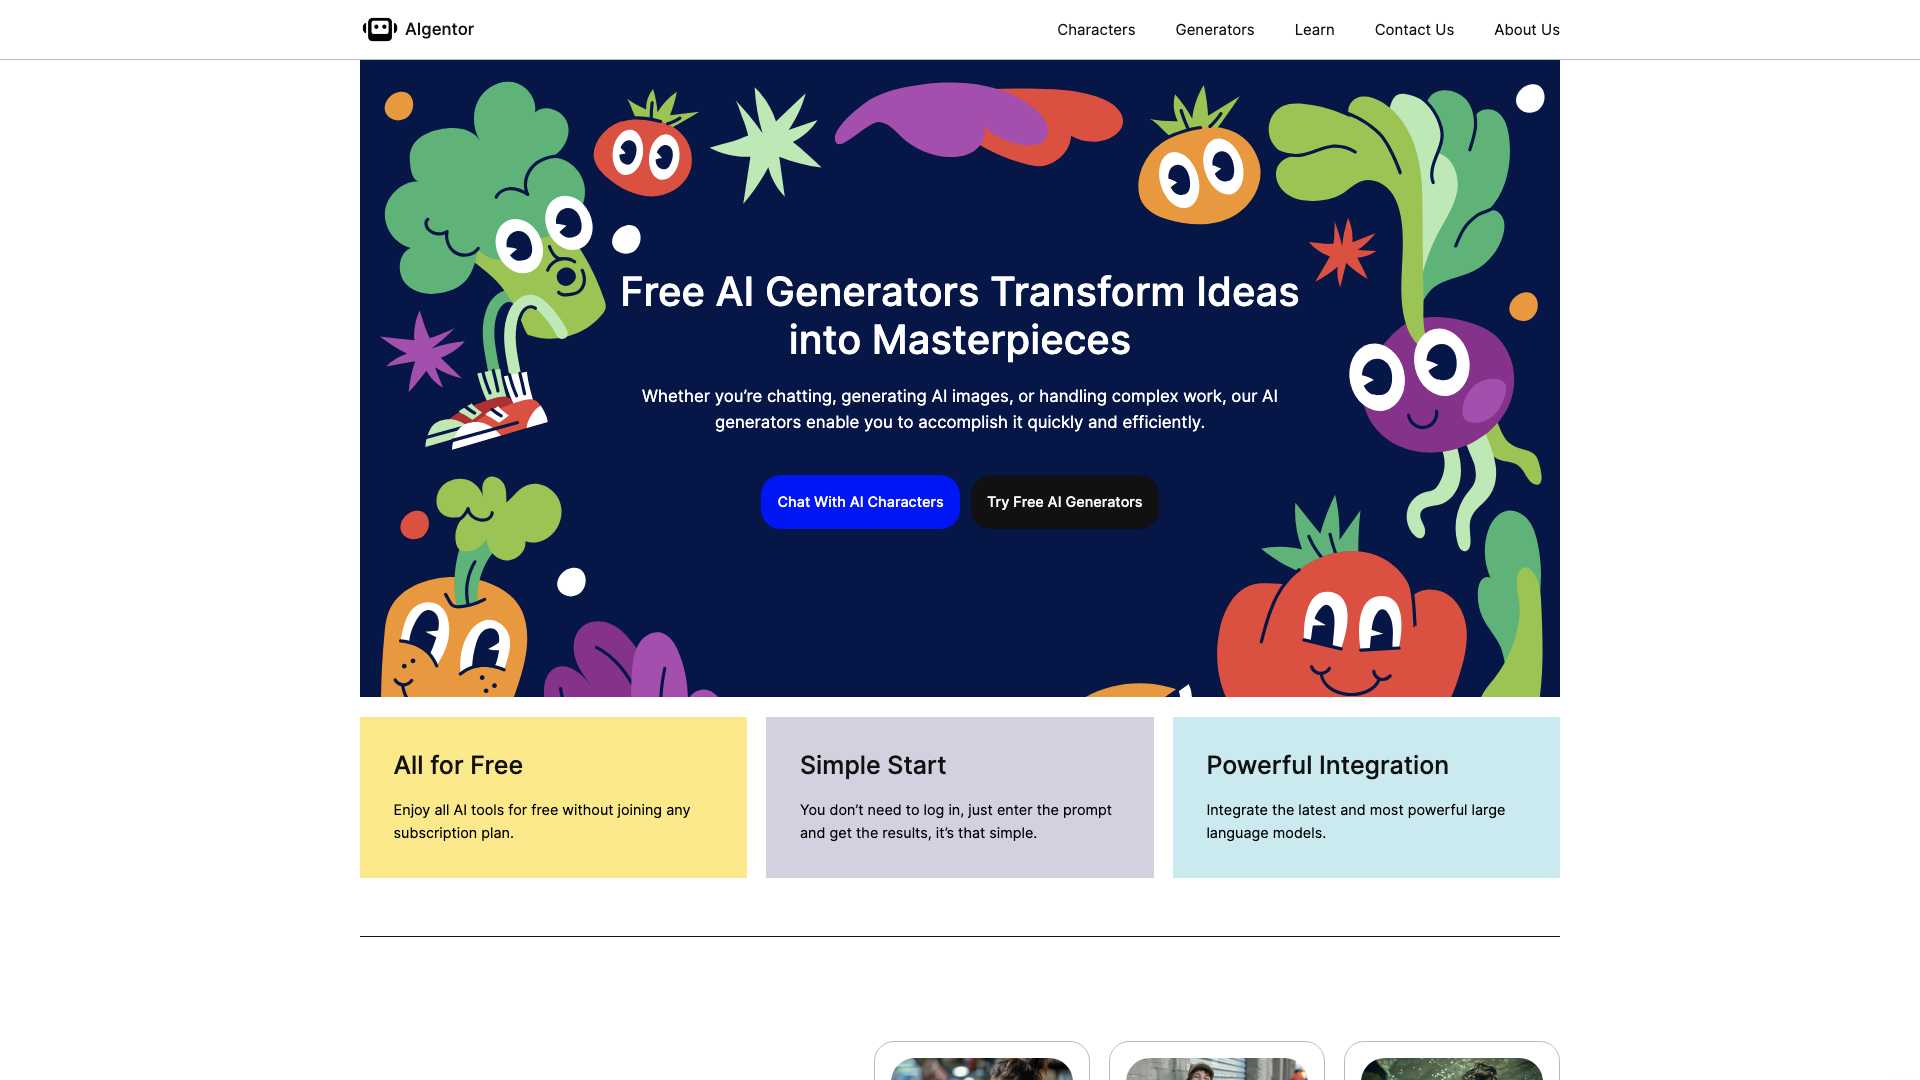 AIgentor
Characters
Generators
Learn
Contact Us
About Us
Free AI Generators Transform Ideas
into Masterpieces
Whether you’re chatting, generating AI images, or handling complex work, our AI
generators enable you to accomplish it quickly and efficiently.
Chat With AI Characters
Try Free AI Generators
All for Free
Enjoy all AI tools for free without joining any
subscription plan.
Simple Start
You don’t need to log in, just enter the prompt
and get the results, it’s that simple.
Powerful Integration
Integrate the latest and most powerful large
language models.